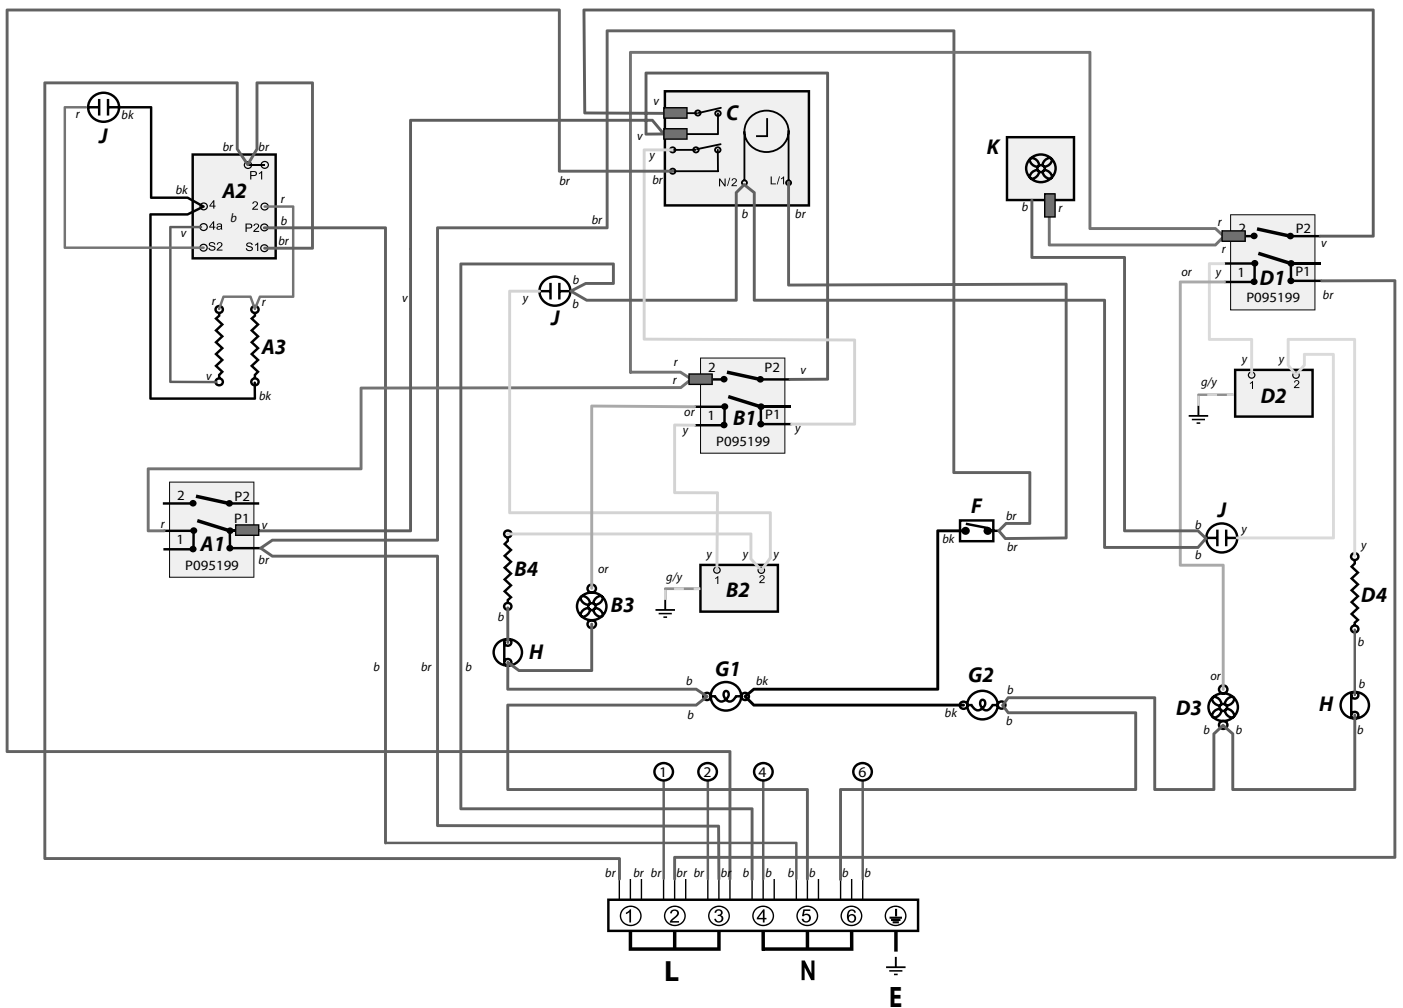 br br
r bk
J
P1
A2
bk 4 2 r
b
v 4a P2 b
S2 S1 br
r r
A3
v bk
v
C
v
y
br
br
N/2 L/1
b br
br
v
K
b r
r 2 P2
r v
or y 1 P1
D1
P095199 br
y b
b
J
r 2 P2 v
r
or 1 B1 P1
y y
P095199
y y
1 2
g/y D2
2 P2
r P1 v
1 A1
br
P095199
F
br
bk br
J
b y
b
B4
or
y y y
g/y 1 2
B2
B3
b
H
y
D4
b
b br b
G1
b bk
b
G2
bk b
b
or
D3
b b
b
H
b
1 2 4 6
br br br br br br b b b b b b b
1 2 3 4 5 6
L N
E